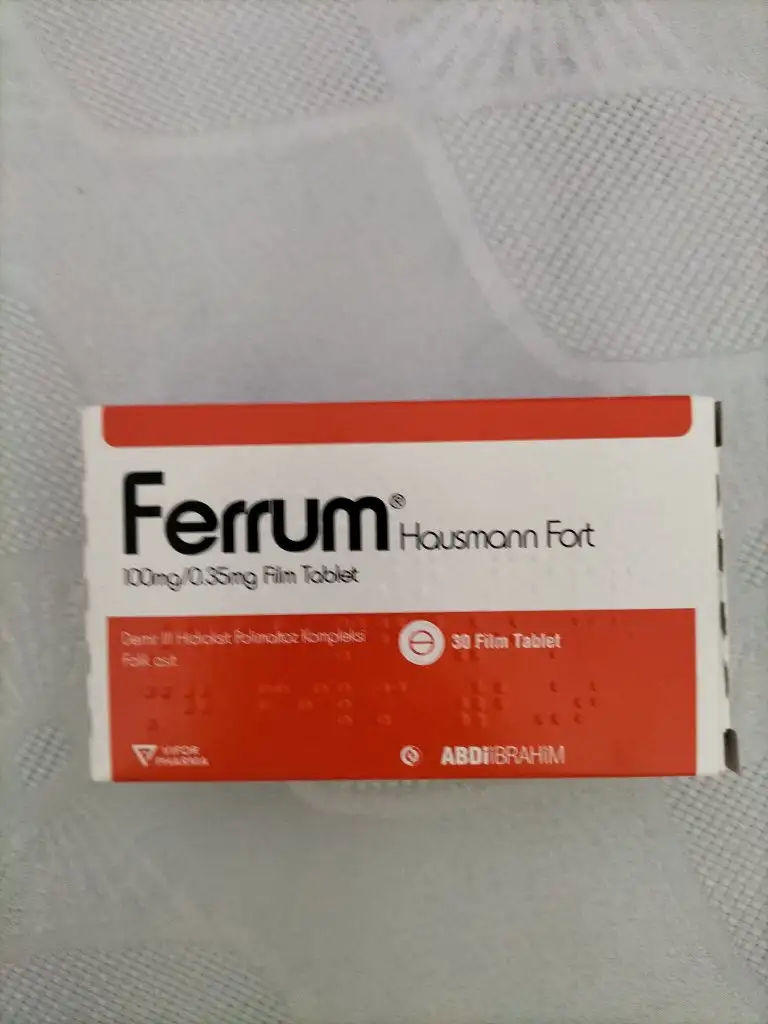 Ferrum® Hausmann Fort
100mg/0.35mg Film Tablet
Demir III Hidroksit Polimaltoz Kompleksi
Folik asit
30 Film Tablet
VIFOR
PHARMA
ABDİ İBRAHİM